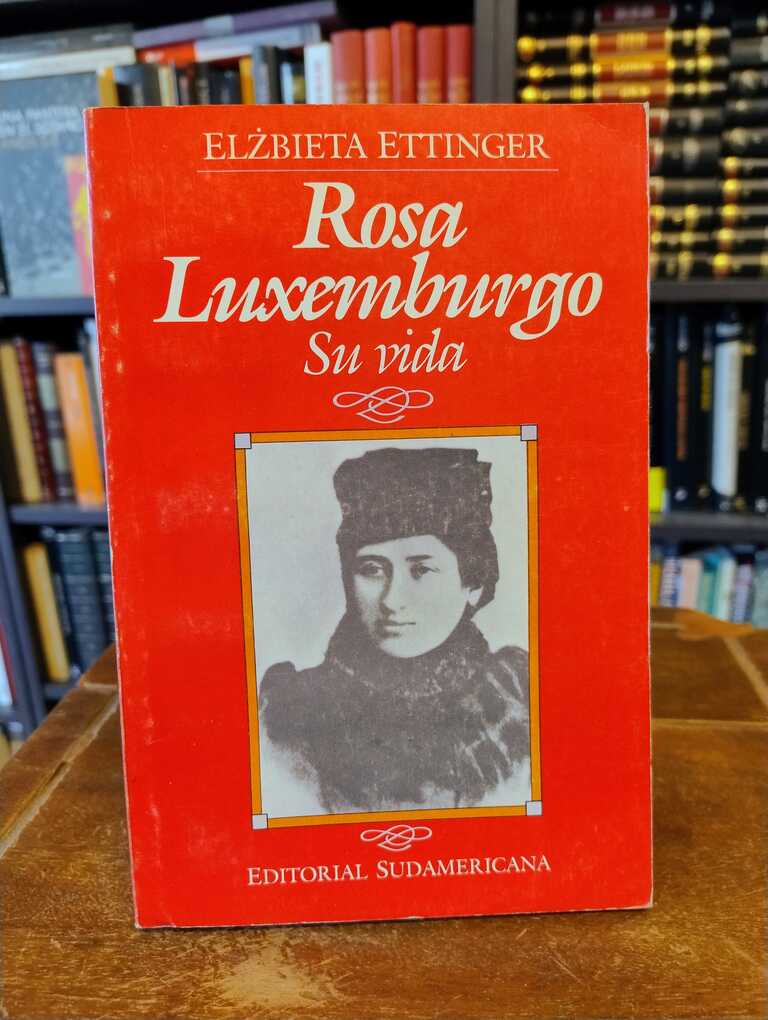 ELŻBIETA ETTINGER
Rosa
Luxemburgo
Su vida
EDITORIAL SUDAMERICANA